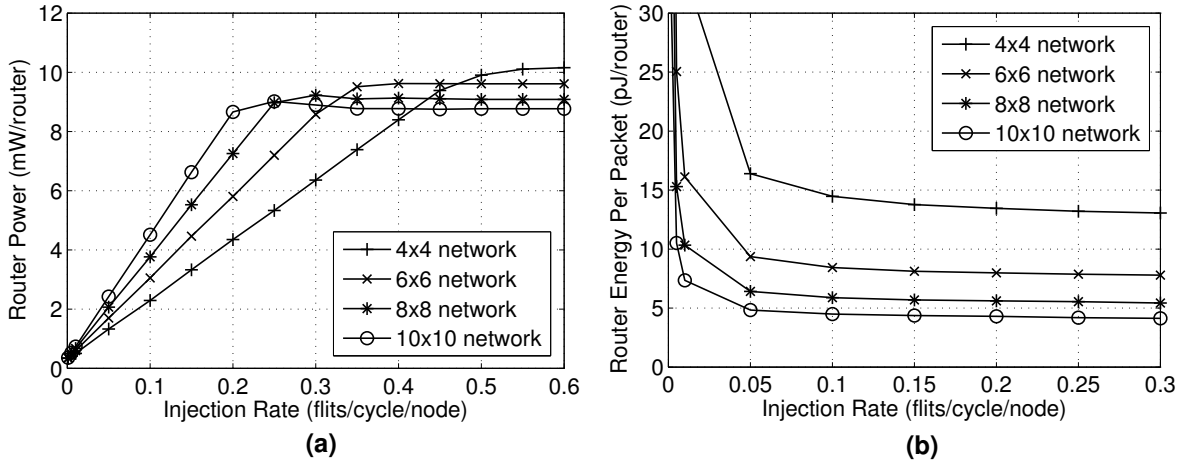 12
10
8
6
4
2
0
Router Power (mW/router)
4x4 network
6x6 network
8x8 network
10x10 network
0 0.1 0.2 0.3 0.4 0.5 0.6
Injection Rate (flits/cycle/node)
(a)
30
25
20
15
10
5
0
Router Energy Per Packet (pJ/router)
4x4 network
6x6 network
8x8 network
10x10 network
0 0.05 0.1 0.15 0.2 0.25 0.3
Injection Rate (flits/cycle/node)
(b)